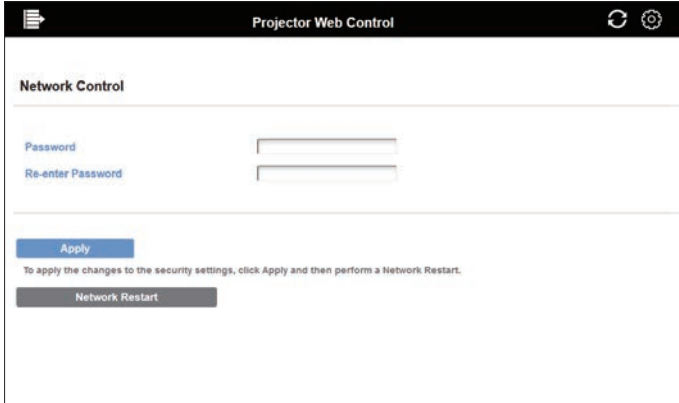 Projector Web Control
Network Control
Password
Re-enter Password
Apply
To apply the changes to the security settings, click Apply and then perform a Network Restart.
Network Restart